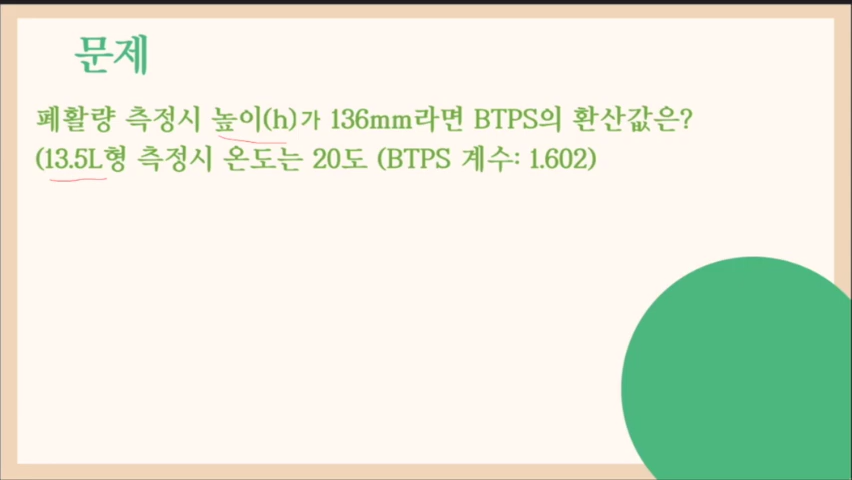 문제
폐활량 측정시 높이(h)가 136mm라면 BTPS의 환산값은?
(13.5L형 측정시 온도는 20도 (BTPS 계수: 1.602)